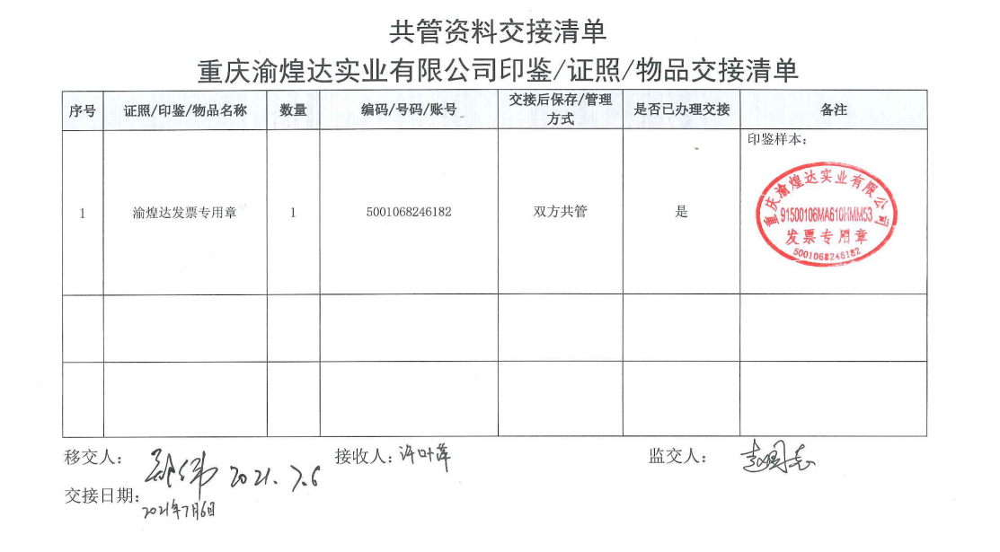 共管资料交接清单
重庆渝煌达实业有限公司印鉴/证照/物品交接清单
序号 证照/印鉴/物品名称 数量 编码/号码/账号 交接后保存/管理方式 是否已办理交接 备注
1 渝煌达发票专用章 1 5001068246182 双方共管 是 印鉴样本：
重庆渝煌达实业有限公司
91500106MA610HMM53
发票专用章
5001068246182
移交人： 2021.7.6 接收人：许叶萍 监交人：
交接日期：2021年7月6日